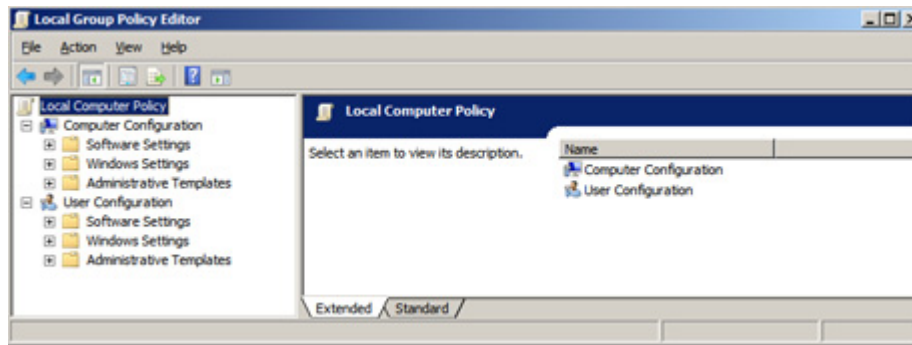 Local Group Policy Editor
File Action View Help
Local Computer Policy
Computer Configuration
Software Settings
Windows Settings
Administrative Templates
User Configuration
Software Settings
Windows Settings
Administrative Templates
Local Computer Policy
Select an item to view its description.
Name
Computer Configuration
User Configuration
Extended Standard